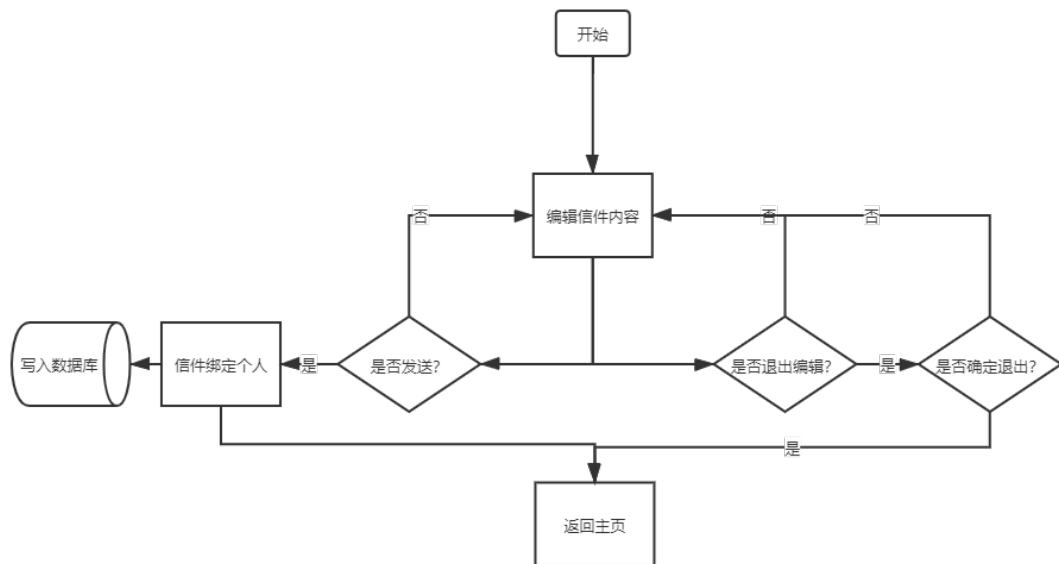 开始
编辑信件内容
否
否
否
写入数据库
信件绑定个人
是
是否发送?
是否退出编辑?
是
是否确定退出?
是
返回主页